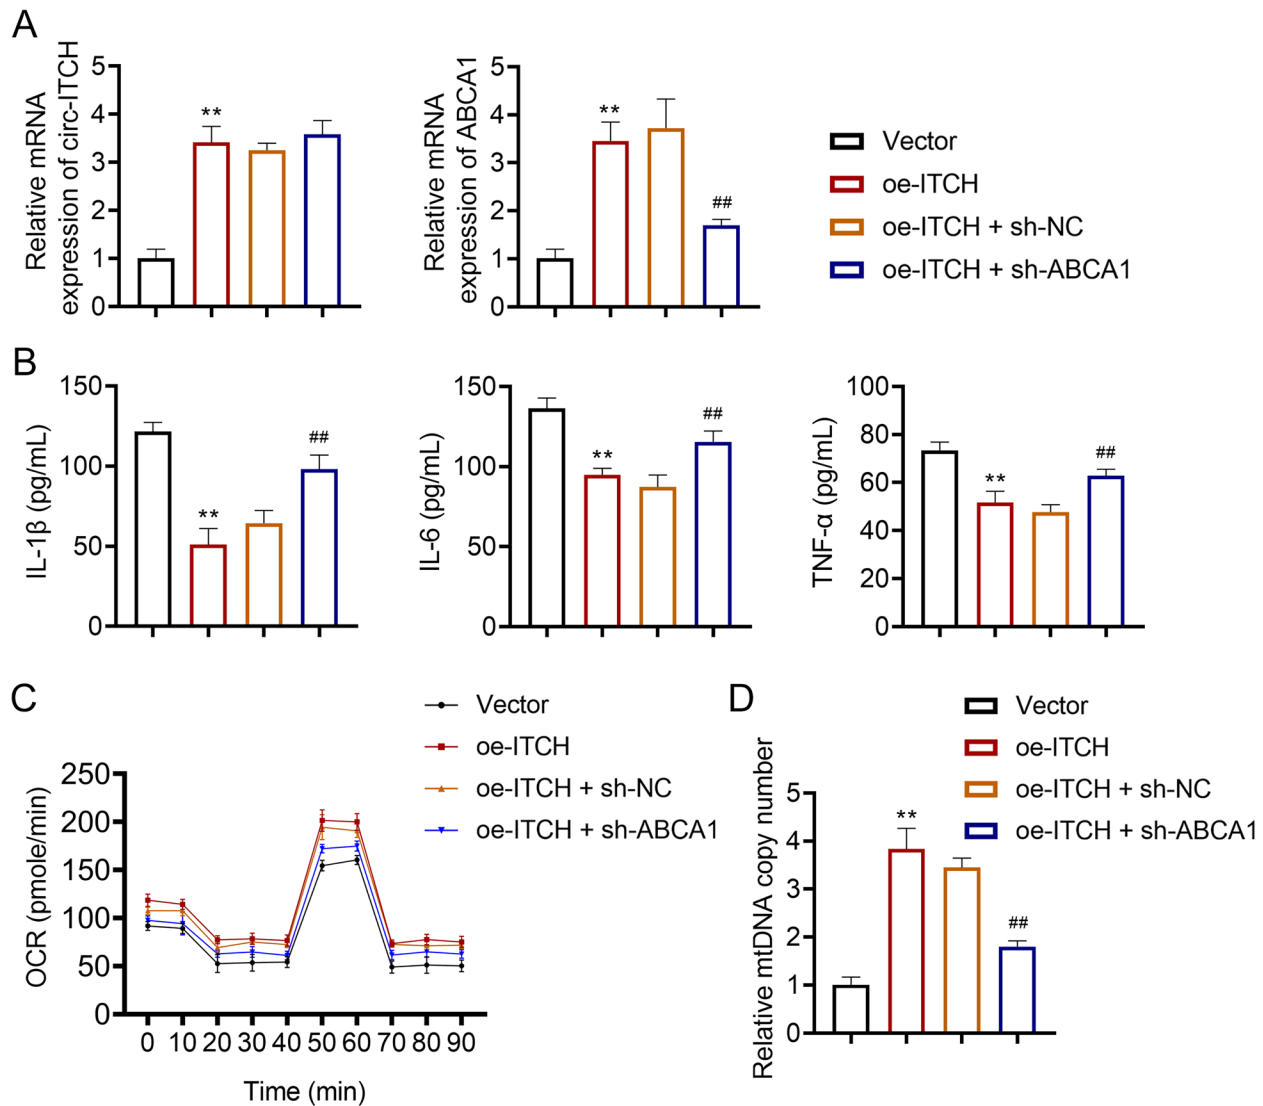 A
Relative mRNA
expression of circ-ITCH
5
4
3
2
1
0
**
Relative mRNA
expression of ABCA1
5
4
3
2
1
0
**
##
Vector
oe-ITCH
oe-ITCH + sh-NC
oe-ITCH + sh-ABCA1
B
IL-1β (pg/mL)
150
100
50
0
**
##
IL-6 (pg/mL)
150
100
50
0
**
##
TNF-α (pg/mL)
100
80
60
40
20
0
**
##
C
Vector
oe-ITCH
oe-ITCH + sh-NC
oe-ITCH + sh-ABCA1
OCR (pmole/min)
250
200
150
100
50
0
0 10 20 30 40 50 60 70 80 90
Time (min)
D
Vector
oe-ITCH
oe-ITCH + sh-NC
oe-ITCH + sh-ABCA1
Relative mtDNA copy number
5
4
3
2
1
0
**
##